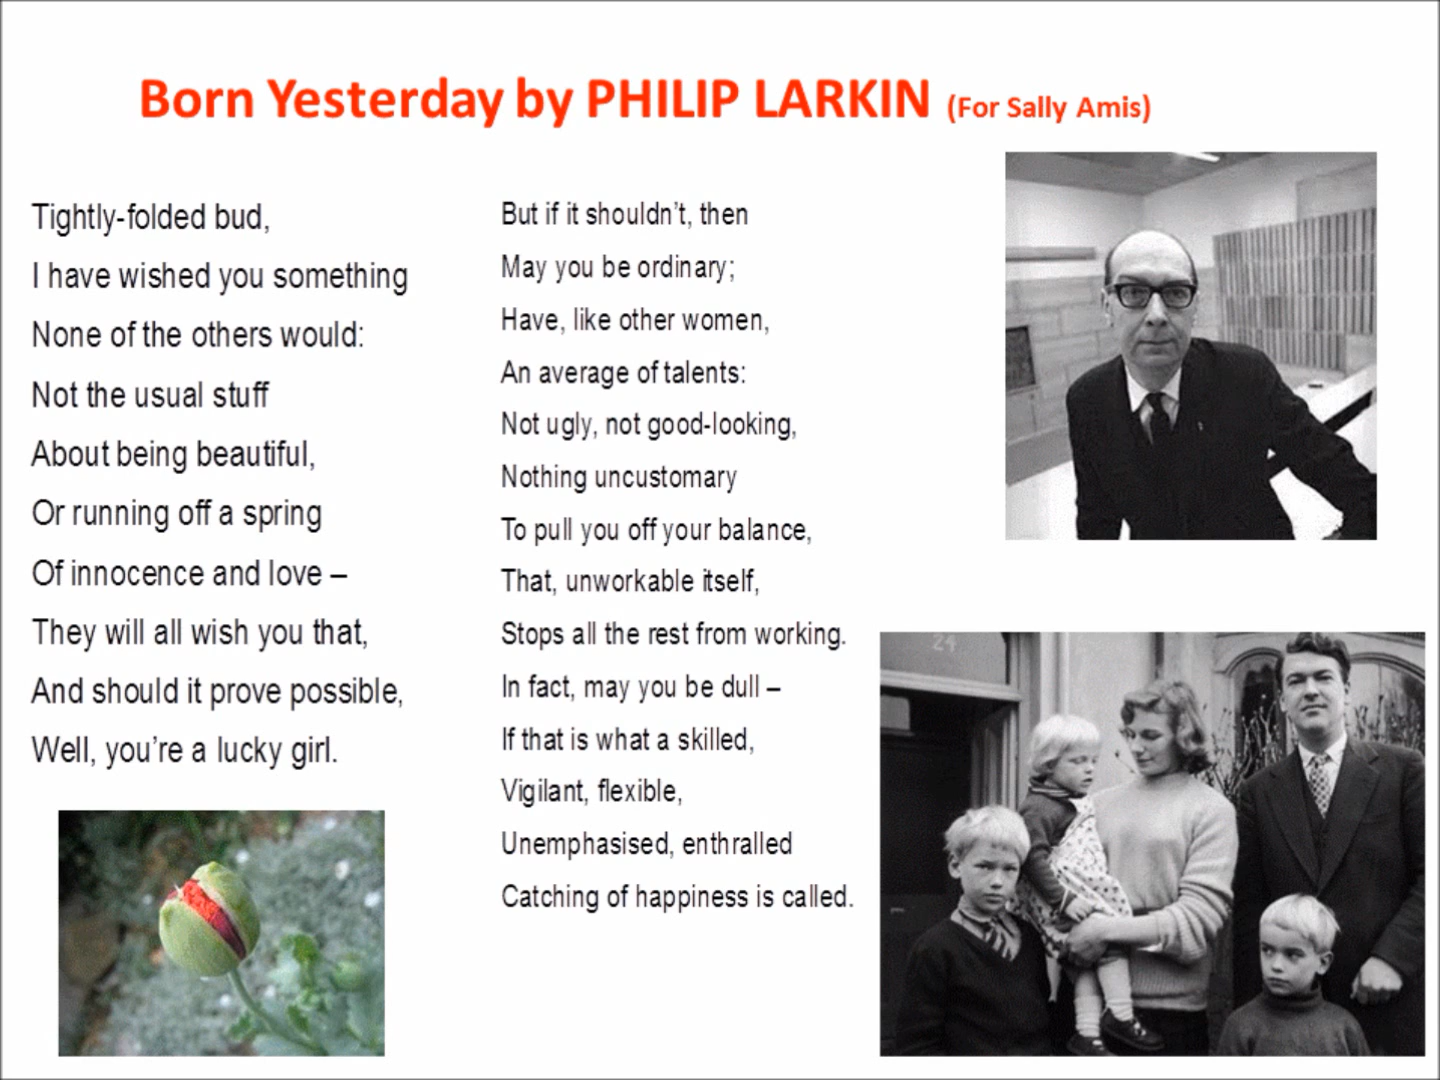 Born Yesterday by PHILIP LARKIN (For Sally Amis)
Tightly-folded bud,
I have wished you something
None of the others would:
Not the usual stuff
About being beautiful,
Or running off a spring
Of innocence and love –
They will all wish you that,
And should it prove possible,
Well, you're a lucky girl.
But if it shouldn't, then
May you be ordinary;
Have, like other women,
An average of talents:
Not ugly, not good-looking,
Nothing uncustomary
To pull you off your balance,
That, unworkable itself,
Stops all the rest from working.
In fact, may you be dull –
If that is what a skilled,
Vigilant, flexible,
Unemphasised, enthralled
Catching of happiness is called.
24